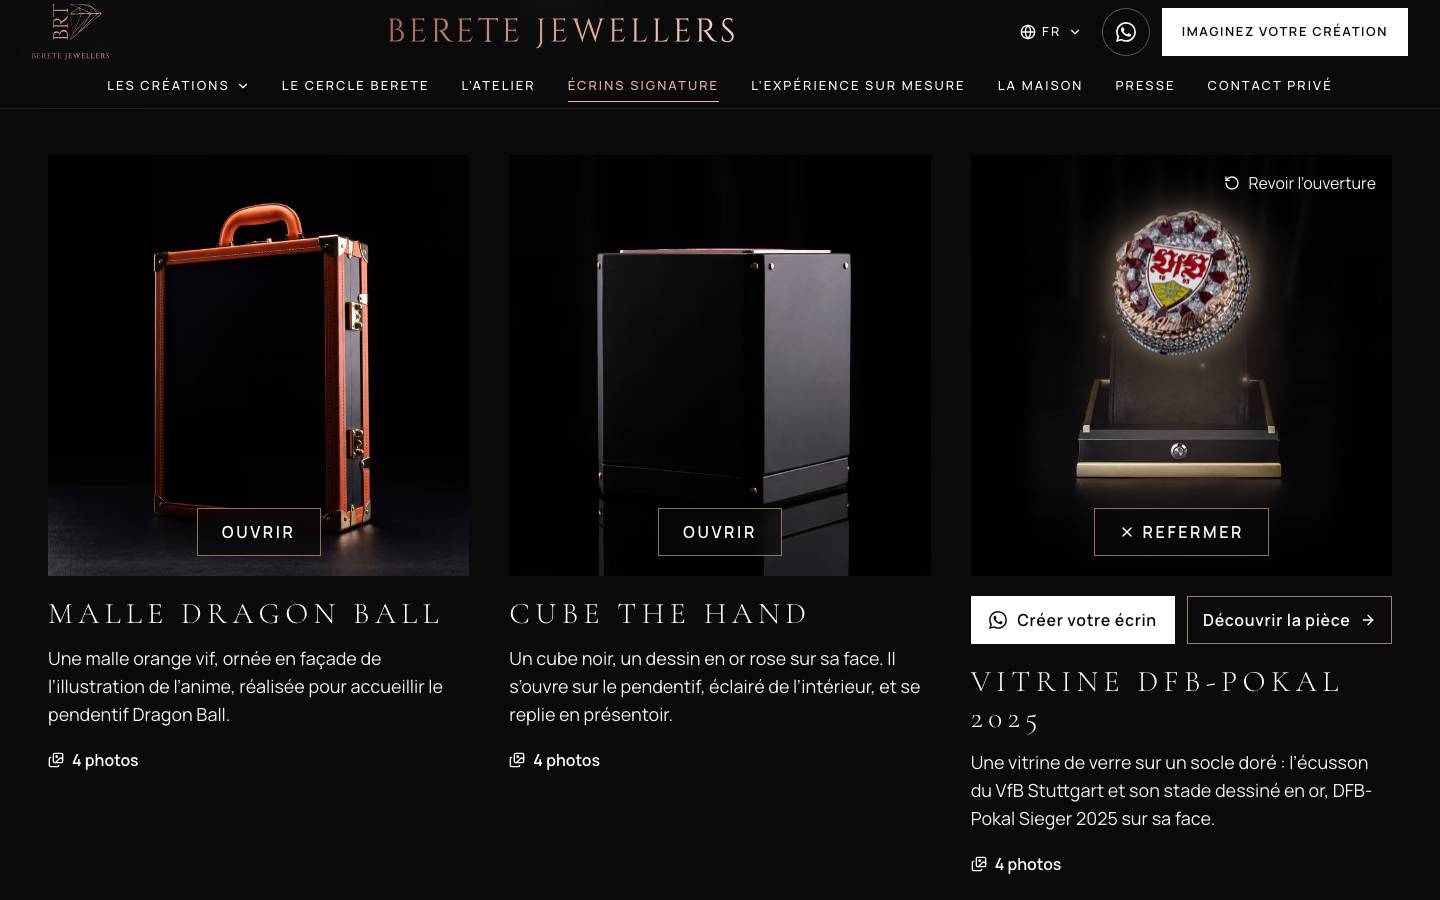 BRT
BERETE JEWELLERS
BERETE JEWELLERS
FR
IMAGINEZ VOTRE CRÉATION
LES CRÉATIONS
LE CERCLE BERETE
L'ATELIER
ÉCRINS SIGNATURE
L'EXPÉRIENCE SUR MESURE
LA MAISON
PRESSE
CONTACT PRIVÉ
OUVRIR
MALLE DRAGON BALL
Une malle orange vif, ornée en façade de
l'illustration de l'anime, réalisée pour accueillir le
pendentif Dragon Ball.
4 photos
OUVRIR
CUBE THE HAND
Un cube noir, un dessin en or rose sur sa face. Il
s'ouvre sur le pendentif, éclairé de l'intérieur, et se
replie en présentoir.
4 photos
Revoir l'ouverture
VfB
18 93
REFERMER
Créer votre écrin
Découvrir la pièce
VITRINE DFB-POKAL
2025
Une vitrine de verre sur un socle doré : l'écusson
du VfB Stuttgart et son stade dessiné en or, DFB-
Pokal Sieger 2025 sur sa face.
4 photos